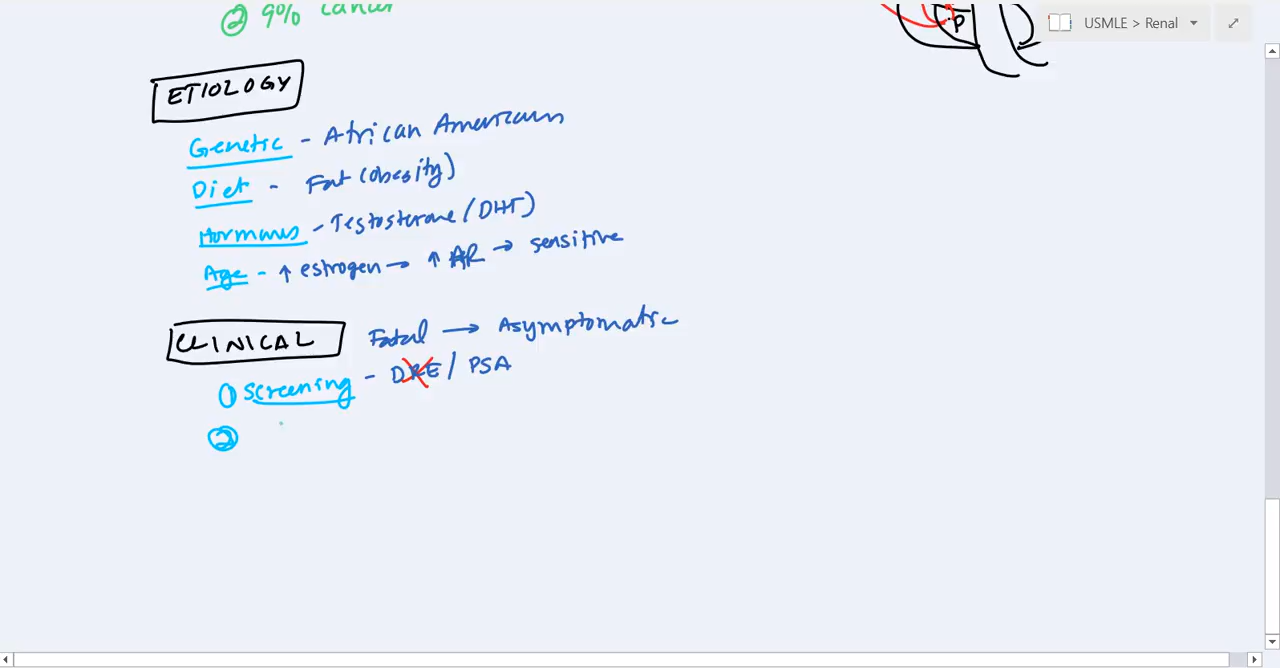 ② 9% cancer
P
USMLE > Renal
ETIOLOGY
Genetic - African Americans
Diet - Fat (obesity)
Hormones - Testosterone / (DHT)
Age - ↑ estrogen → ↑ AR → sensitive
CLINICAL Fatal → Asymptomatic
① Screening - DRE / PSA
②